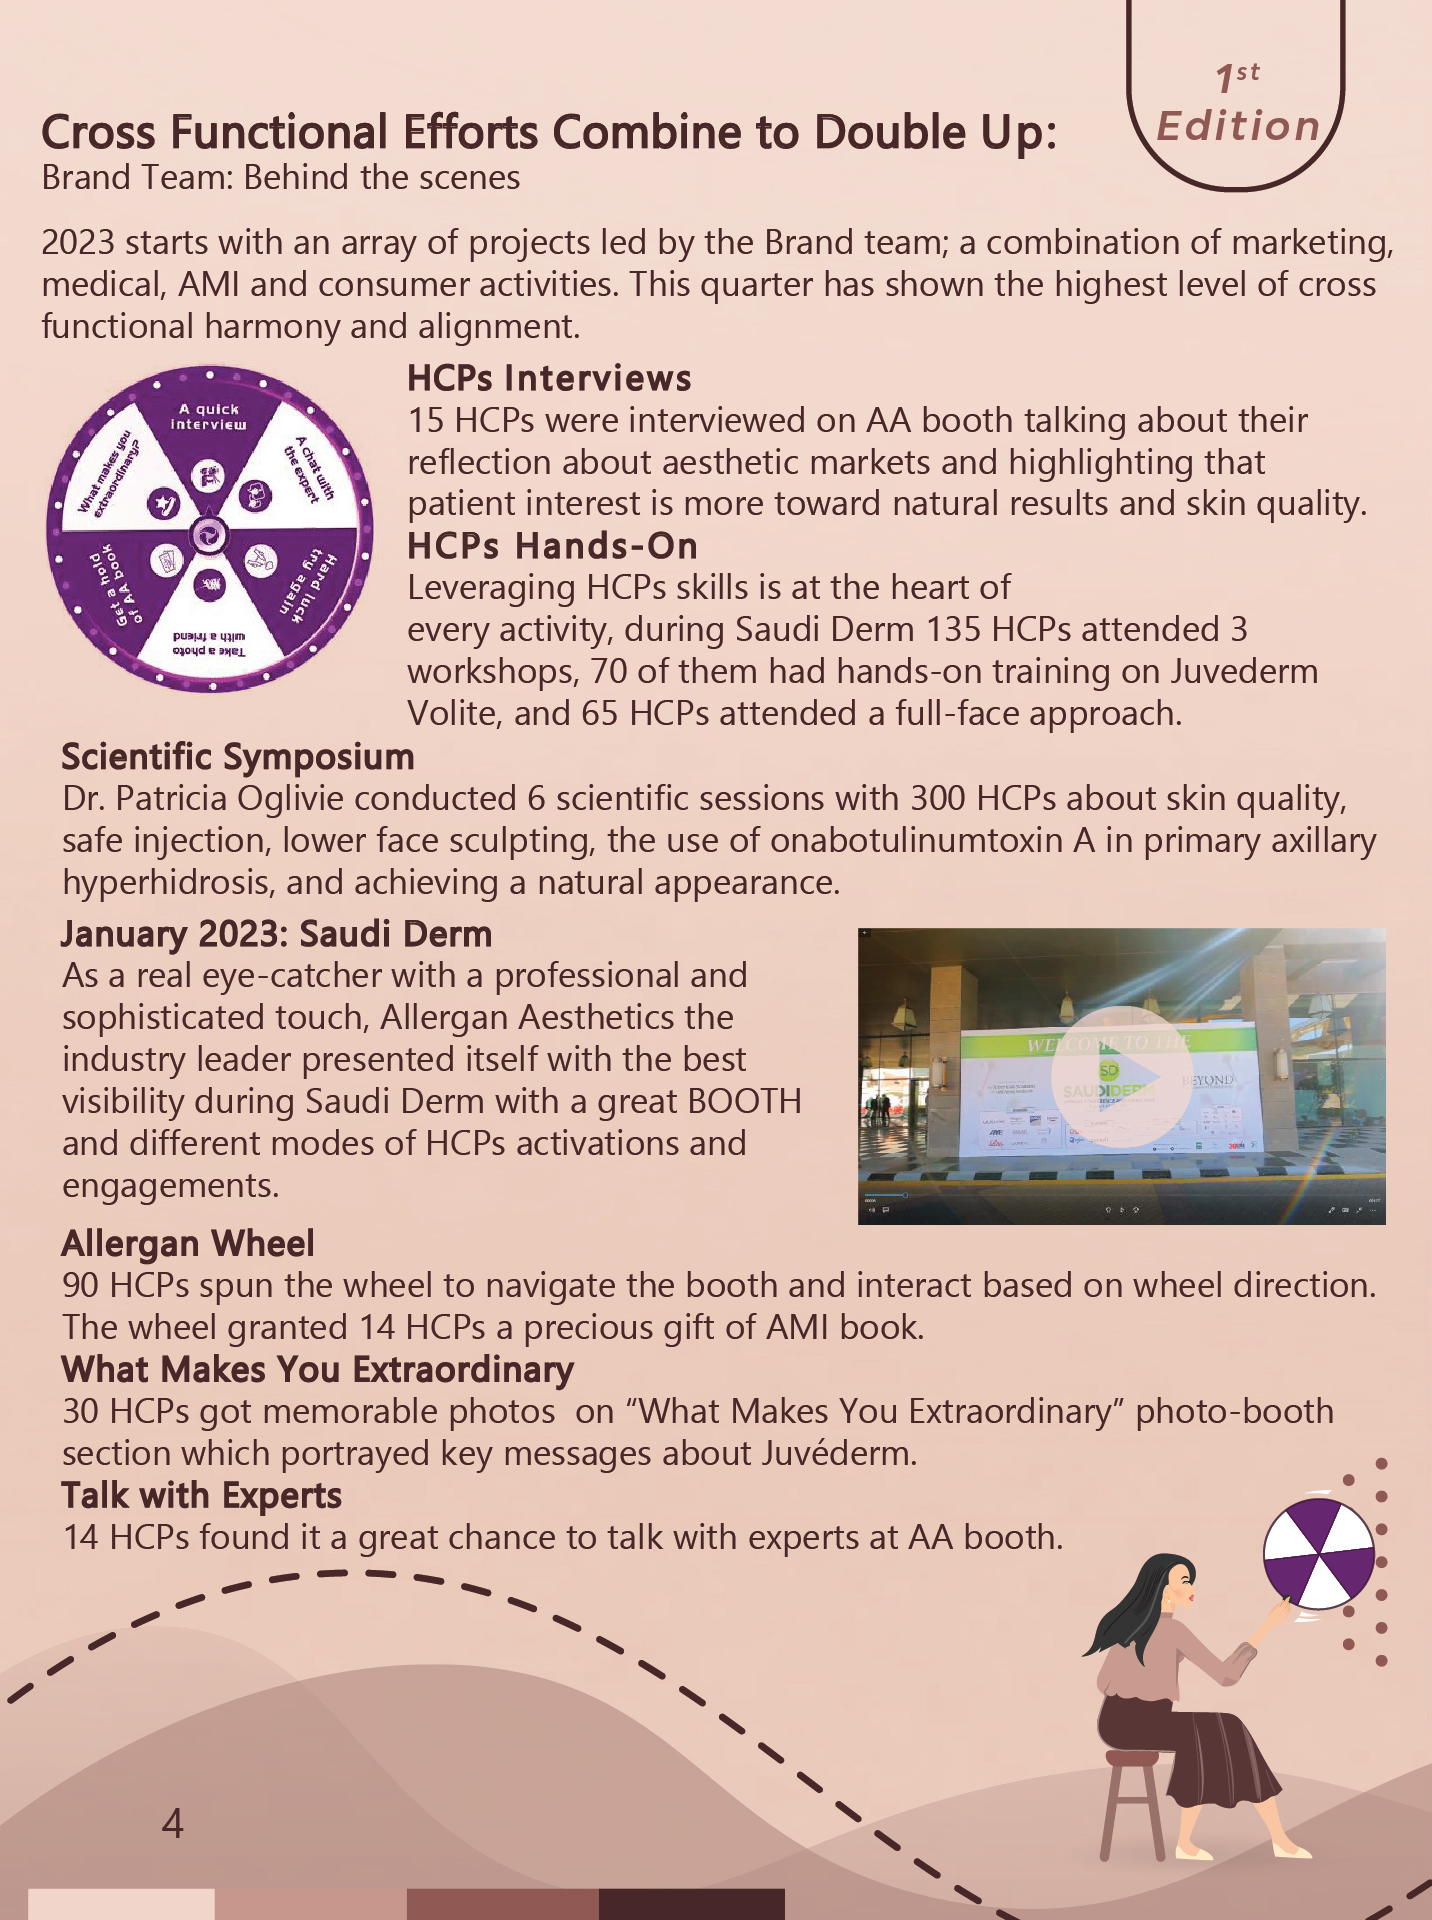 1st
Edition
Cross Functional Efforts Combine to Double Up:
Brand Team: Behind the scenes
2023 starts with an array of projects led by the Brand team; a combination of marketing,
medical, AMI and consumer activities. This quarter has shown the highest level of cross
functional harmony and alignment.
A quick
interview
A chat with
the expert
Hard luck
try again
Take a photo
with a friend
Get a hold
of AA book
What makes you
extraordinary?
HCPs Interviews
15 HCPs were interviewed on AA booth talking about their
reflection about aesthetic markets and highlighting that
patient interest is more toward natural results and skin quality.
HCPs Hands-On
Leveraging HCPs skills is at the heart of
every activity, during Saudi Derm 135 HCPs attended 3
workshops, 70 of them had hands-on training on Juvederm
Volite, and 65 HCPs attended a full-face approach.
Scientific Symposium
Dr. Patricia Oglivie conducted 6 scientific sessions with 300 HCPs about skin quality,
safe injection, lower face sculpting, the use of onabotulinumtoxin A in primary axillary
hyperhidrosis, and achieving a natural appearance.
January 2023: Saudi Derm
As a real eye-catcher with a professional and
sophisticated touch, Allergan Aesthetics the
industry leader presented itself with the best
visibility during Saudi Derm with a great BOOTH
and different modes of HCPs activations and
engagements.
WELCOME TO THE
SD
SAUDIDERM
BEYOND
Allergan Wheel
90 HCPs spun the wheel to navigate the booth and interact based on wheel direction.
The wheel granted 14 HCPs a precious gift of AMI book.
What Makes You Extraordinary
30 HCPs got memorable photos  on “What Makes You Extraordinary” photo-booth
section which portrayed key messages about Juvéderm.
Talk with Experts
14 HCPs found it a great chance to talk with experts at AA booth.
4